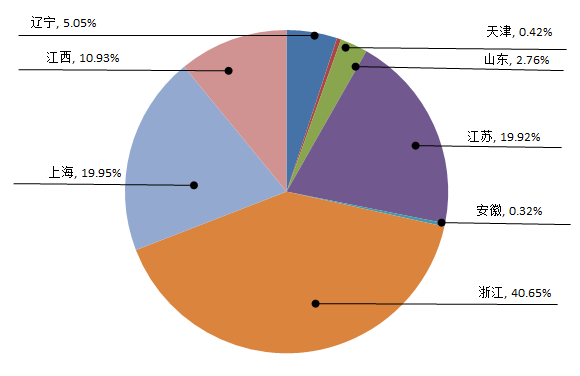 辽宁, 5.05%
天津, 0.42%
江西, 10.93%
山东, 2.76%
江苏, 19.92%
上海, 19.95%
安徽, 0.32%
浙江, 40.65%